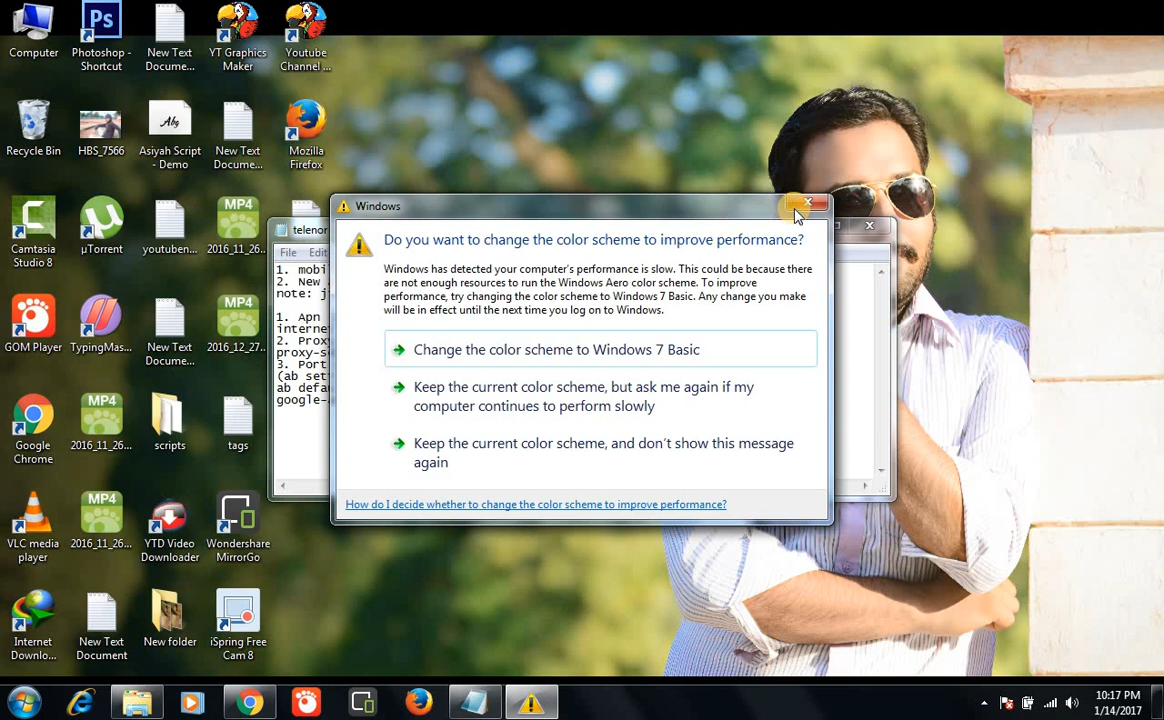 Computer
Photoshop -
Shortcut
Ps
New Text
Docume...
YT Graphics
Maker
Youtube
Channel ...
Recycle Bin
HBS_7566
Abg
Asiyah Script
- Demo
New Text
Docume...
Mozilla
Firefox
Camtasia
Studio 8
µTorrent
youtuben...
MP4
2016_11_26...
GOM Player
TypingMas...
New Text
Docume...
MP4
2016_12_27...
Google
Chrome
MP4
2016_11_26...
scripts
tags
VLC media
player
MP4
2016_11_26...
YTD Video
Downloader
Wondershare
MirrorGo
Internet
Downlo...
New Text
Document
New folder
iSpring Free
Cam 8
telenor
File Edit
1. mobi
2. New
note: j
1. Apn
interne
2. Prox
proxy-s
3. Port
(ab set
ab defa
google-
Windows
Do you want to change the color scheme to improve performance?
Windows has detected your computer's performance is slow. This could be because there
are not enough resources to run the Windows Aero color scheme. To improve
performance, try changing the color scheme to Windows 7 Basic. Any change you make
will be in effect until the next time you log on to Windows.
Change the color scheme to Windows 7 Basic
Keep the current color scheme, but ask me again if my
computer continues to perform slowly
Keep the current color scheme, and don't show this message
again
How do I decide whether to change the color scheme to improve performance?
10:17 PM
1/14/2017